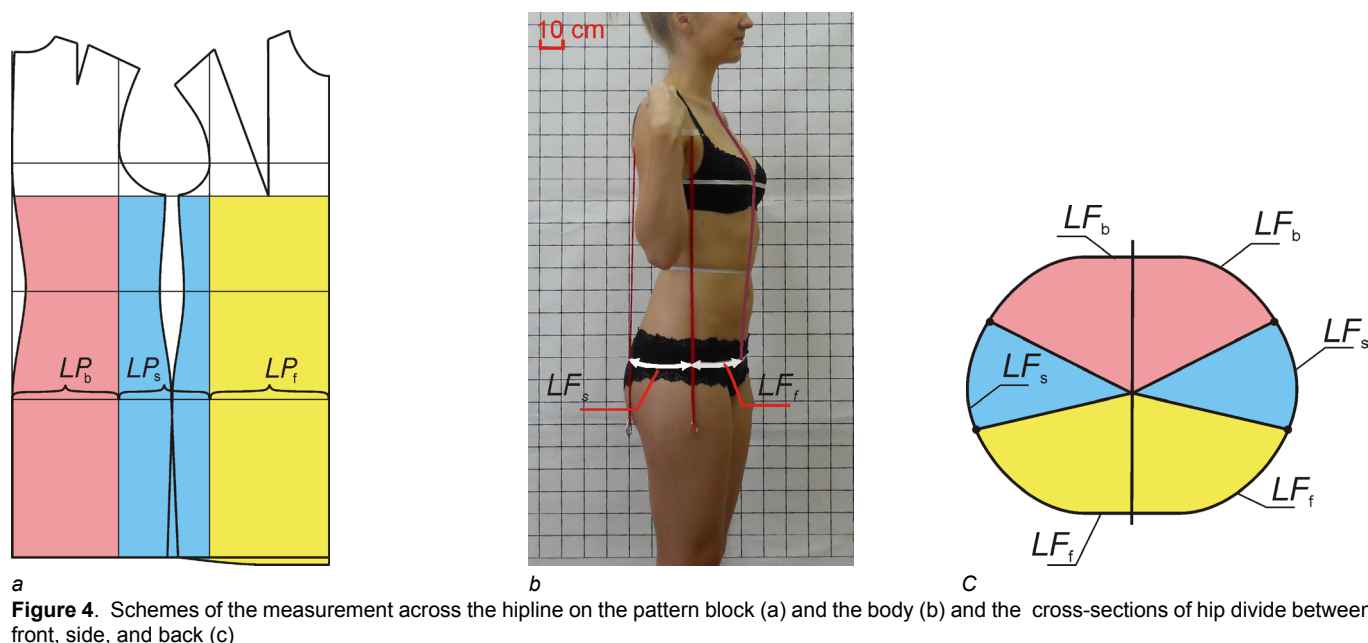 10 cm
LPb
LPs
LPf
LFs
LFf
LFb
LFb
LFs
LFs
LFf
LFf
a
b
C
Figure 4. Schemes of the measurement across the hipline on the pattern block (a) and the body (b) and the cross-sections of hip divide between
front, side, and back (c)